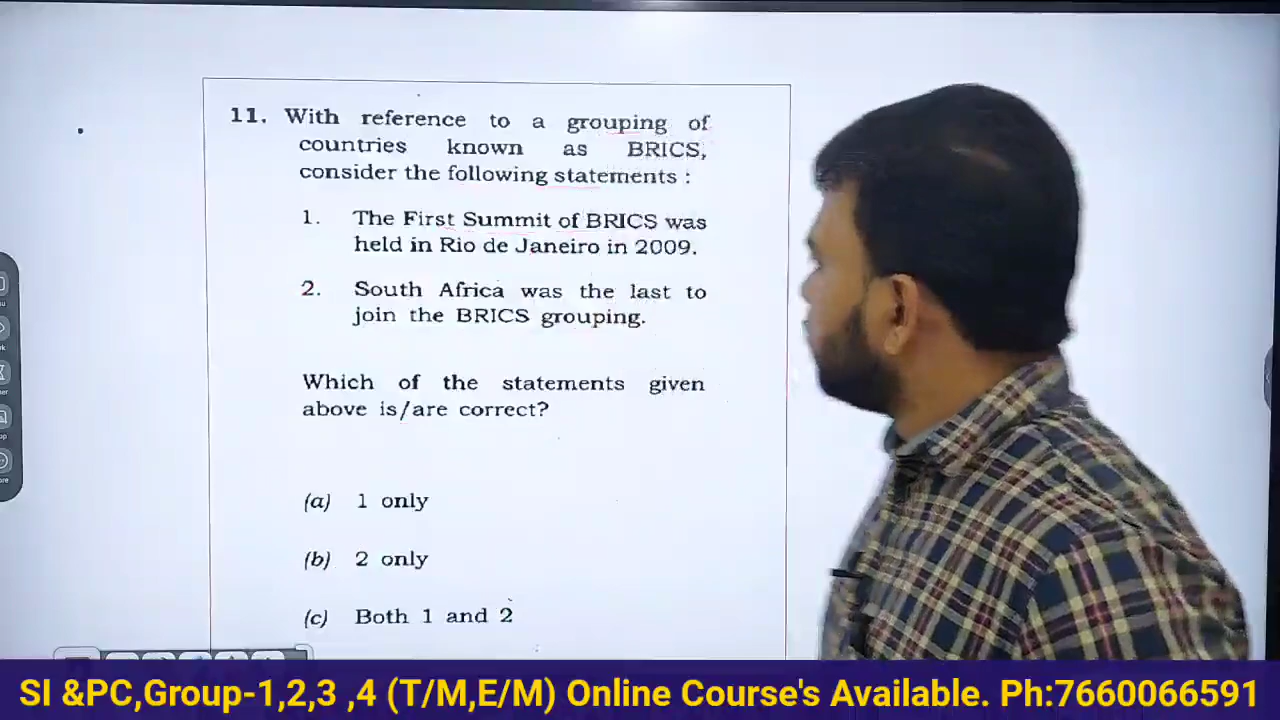 11. With reference to a grouping of
countries known as BRICS,
consider the following statements :
1. The First Summit of BRICS was
held in Rio de Janeiro in 2009.
2. South Africa was the last to
join the BRICS grouping.
Which of the statements given
above is/are correct?
(a) 1 only
(b) 2 only
(c) Both 1 and 2
SI &PC,Group-1,2,3 ,4 (T/M,E/M) Online Course's Available. Ph:7660066591